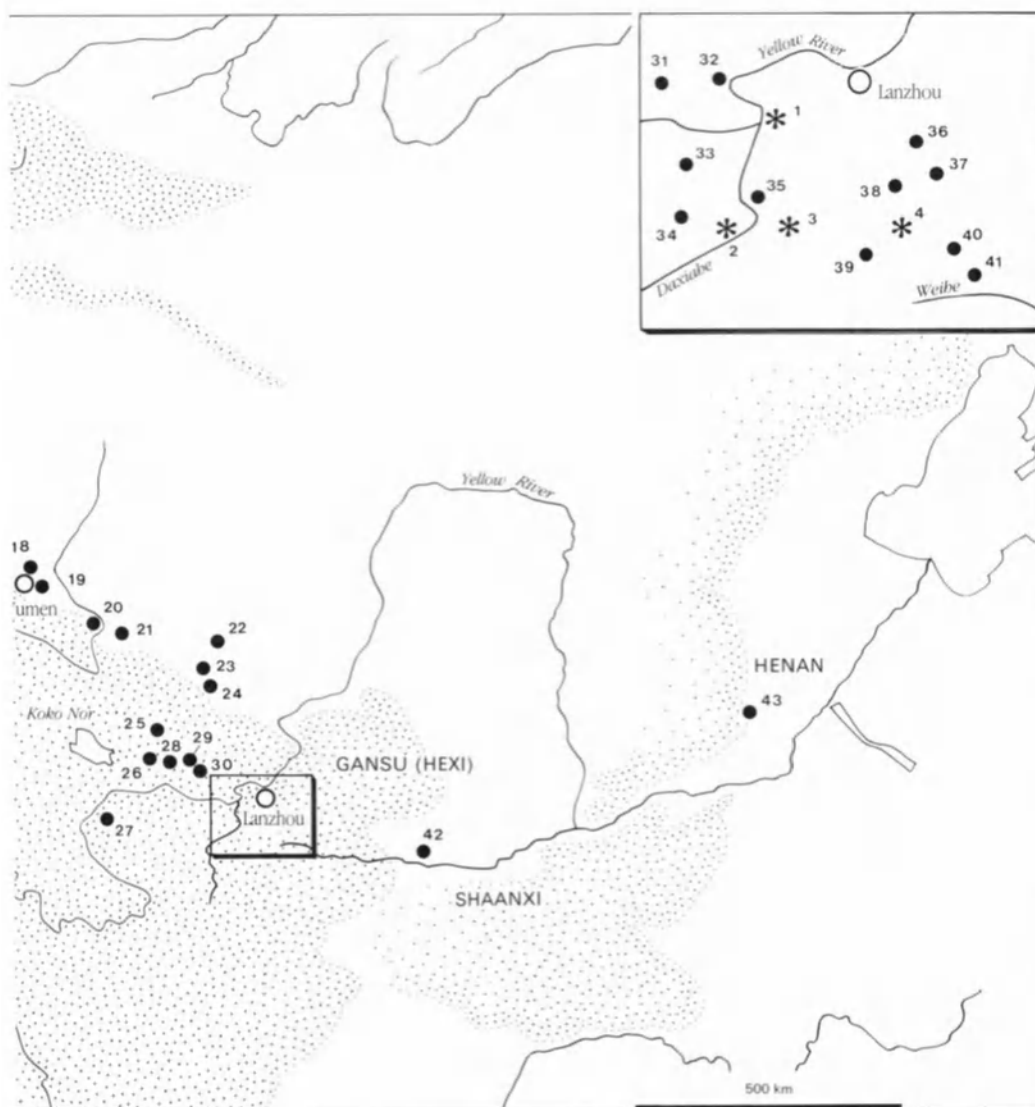 Yellow River
31
32
Lanzhou
1
36
33
37
38
35
34
2
3
4
40
39
41
Daxiahe
Weihe
Yellow River
18
19
umen
20
21
22
23
24
HENAN
43
Koko Nor
25
29
28
26
30
GANSU (HEXI)
Lanzhou
27
42
SHAANXI
500 km